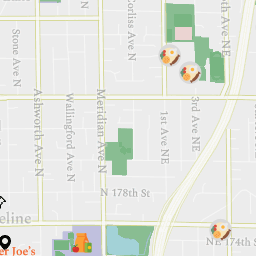 Stone Ave N
Corliss Ave N
5th Ave NE
Ashworth Ave N
Wallingford Ave N
Meridian Ave N
1st Ave NE
3rd Ave NE
N 178th St
eline
NE 174th St
er Joe's